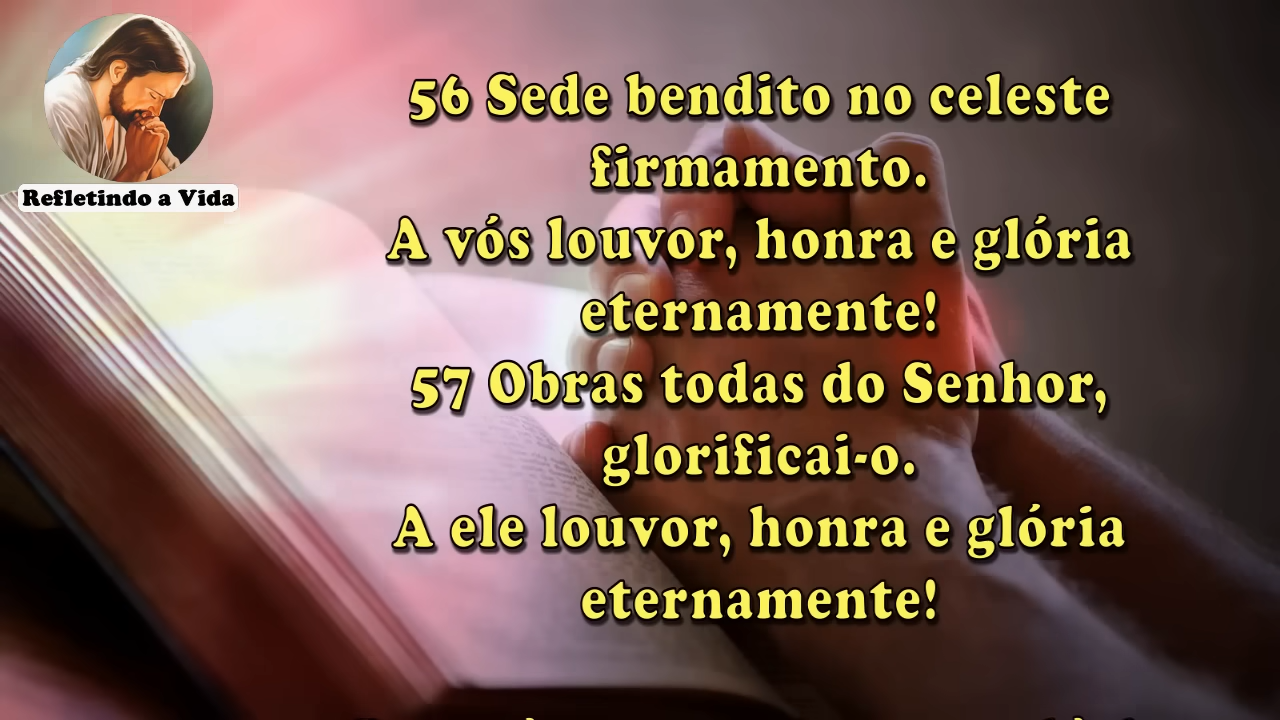 Refletindo a Vida
56 Sede bendito no celeste
firmamento.
A vós louvor, honra e glória
eternamente!
57 Obras todas do Senhor,
glorificai-o.
A ele louvor, honra e glória
eternamente!